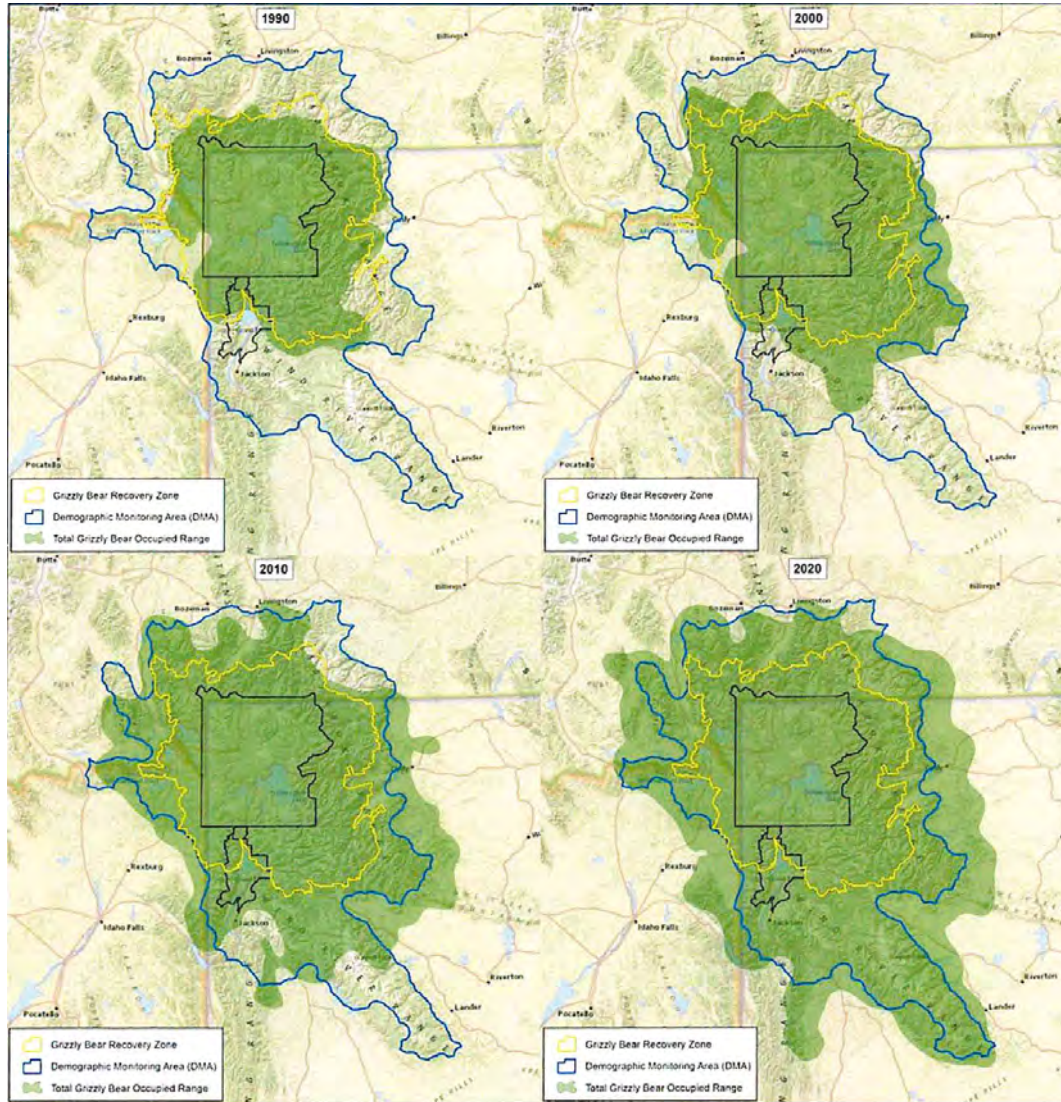 1990
Butte
Bozeman
Livingston
Billings
Rexburg
Idaho Falls
Jackson
Riverton
Lander
Pocatello
Grizzly Bear Recovery Zone
Demographic Monitoring Area (DMA)
Total Grizzly Bear Occupied Range
2000
Butte
Bozeman
Livingston
Billings
Rexburg
Idaho Falls
Jackson
Riverton
Lander
Pocatello
Grizzly Bear Recovery Zone
Demographic Monitoring Area (DMA)
Total Grizzly Bear Occupied Range
2010
Butte
Bozeman
Livingston
Billings
Rexburg
Idaho Falls
Jackson
Riverton
Lander
Pocatello
Grizzly Bear Recovery Zone
Demographic Monitoring Area (DMA)
Total Grizzly Bear Occupied Range
2020
Butte
Bozeman
Livingston
Billings
Rexburg
Idaho Falls
Jackson
Riverton
Lander
Pocatello
Grizzly Bear Recovery Zone
Demographic Monitoring Area (DMA)
Total Grizzly Bear Occupied Range